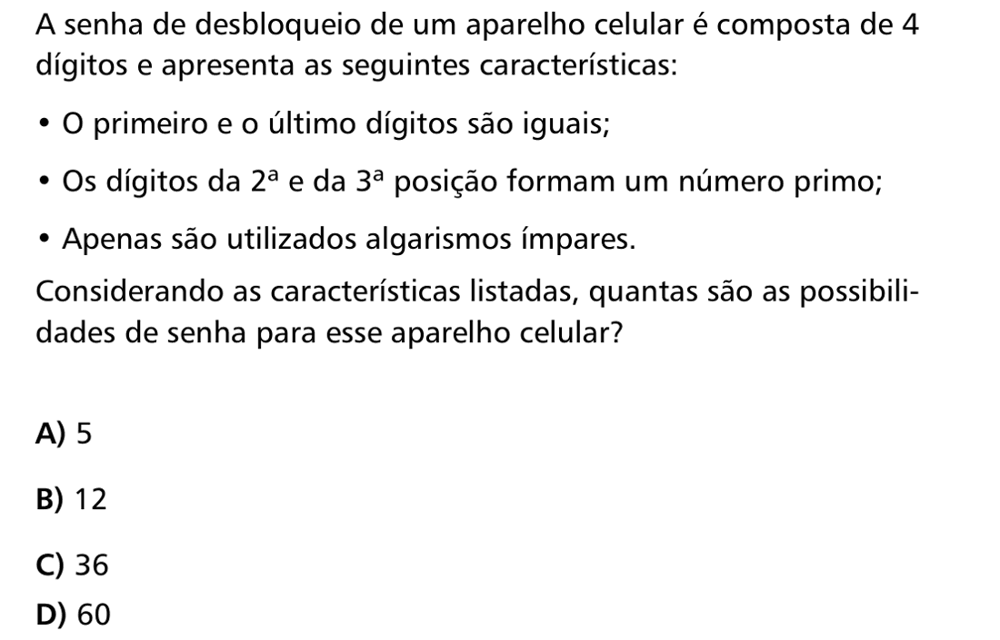 A senha de desbloqueio de um aparelho celular é composta de 4
dígitos e apresenta as seguintes características:
• O primeiro e o último dígitos são iguais;
• Os dígitos da 2ª e da 3ª posição formam um número primo;
• Apenas são utilizados algarismos ímpares.
Considerando as características listadas, quantas são as possibili-
dades de senha para esse aparelho celular?
A) 5
B) 12
C) 36
D) 60